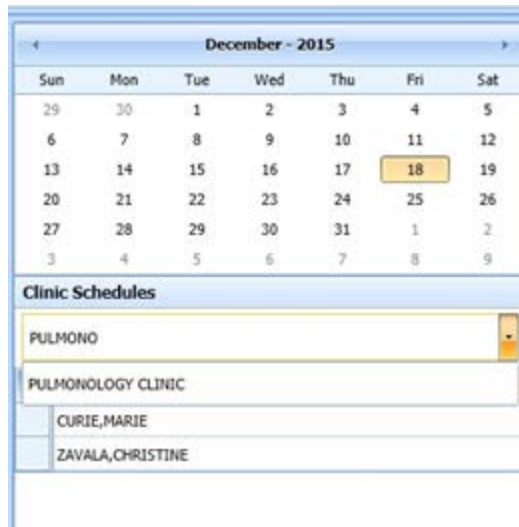 December - 2015
Sun Mon Tue Wed Thu Fri Sat
29 30 1 2 3 4 5
6 7 8 9 10 11 12
13 14 15 16 17 18 19
20 21 22 23 24 25 26
27 28 29 30 31 1 2
3 4 5 6 7 8 9
Clinic Schedules
PULMONO
PULMONOLOGY CLINIC
CURIE,MARIE
ZAVALA,CHRISTINE